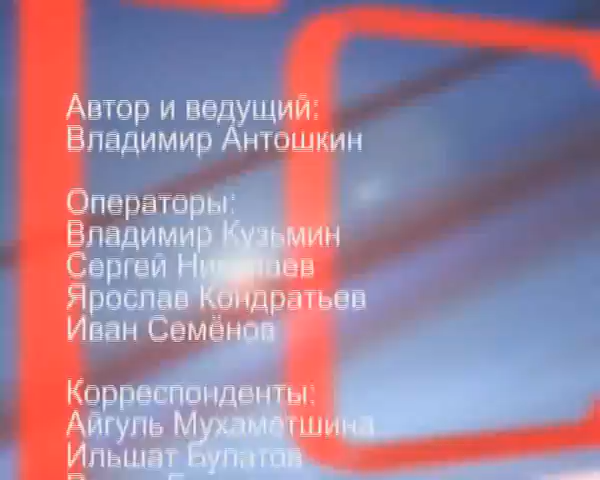 Автор и ведущий:
Владимир Антошкин
Операторы:
Владимир Кузьмин
Сергей
Ярослав Кондратьев
Иван Семёнов
Корреспонденты:
Айгуль Мухаметшина
Ильшат Булатов